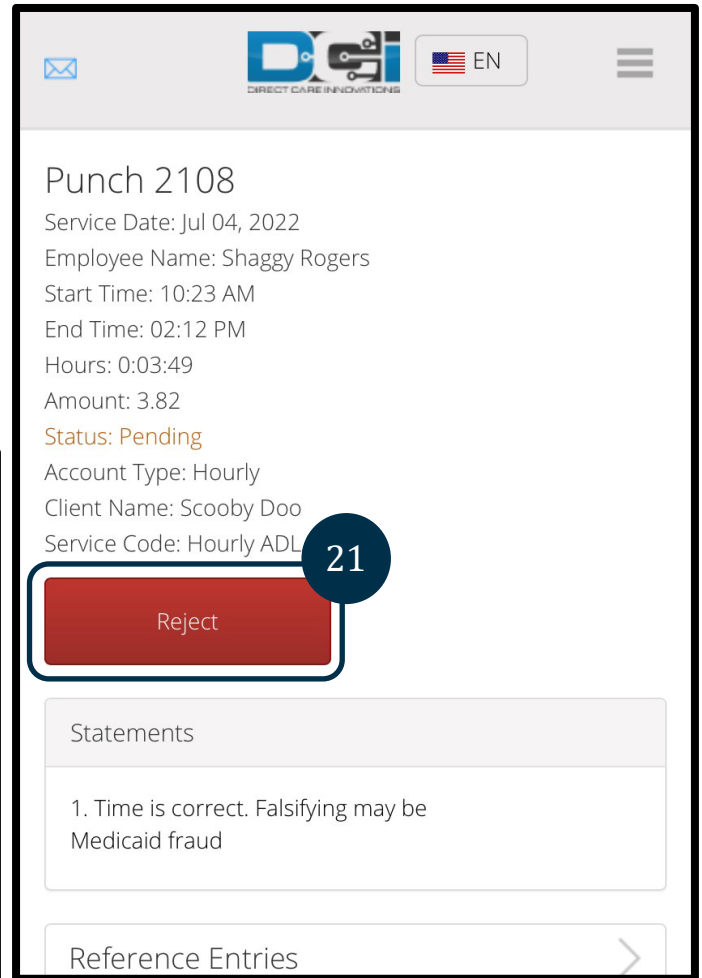 DCi
DIRECT CARE INNOVATIONS
EN
Punch 2108
Service Date: Jul 04, 2022
Employee Name: Shaggy Rogers
Start Time: 10:23 AM
End Time: 02:12 PM
Hours: 0:03:49
Amount: 3.82
Status: Pending
Account Type: Hourly
Client Name: Scooby Doo
Service Code: Hourly ADL
21
Reject
Statements
1. Time is correct. Falsifying may be
Medicaid fraud
Reference Entries